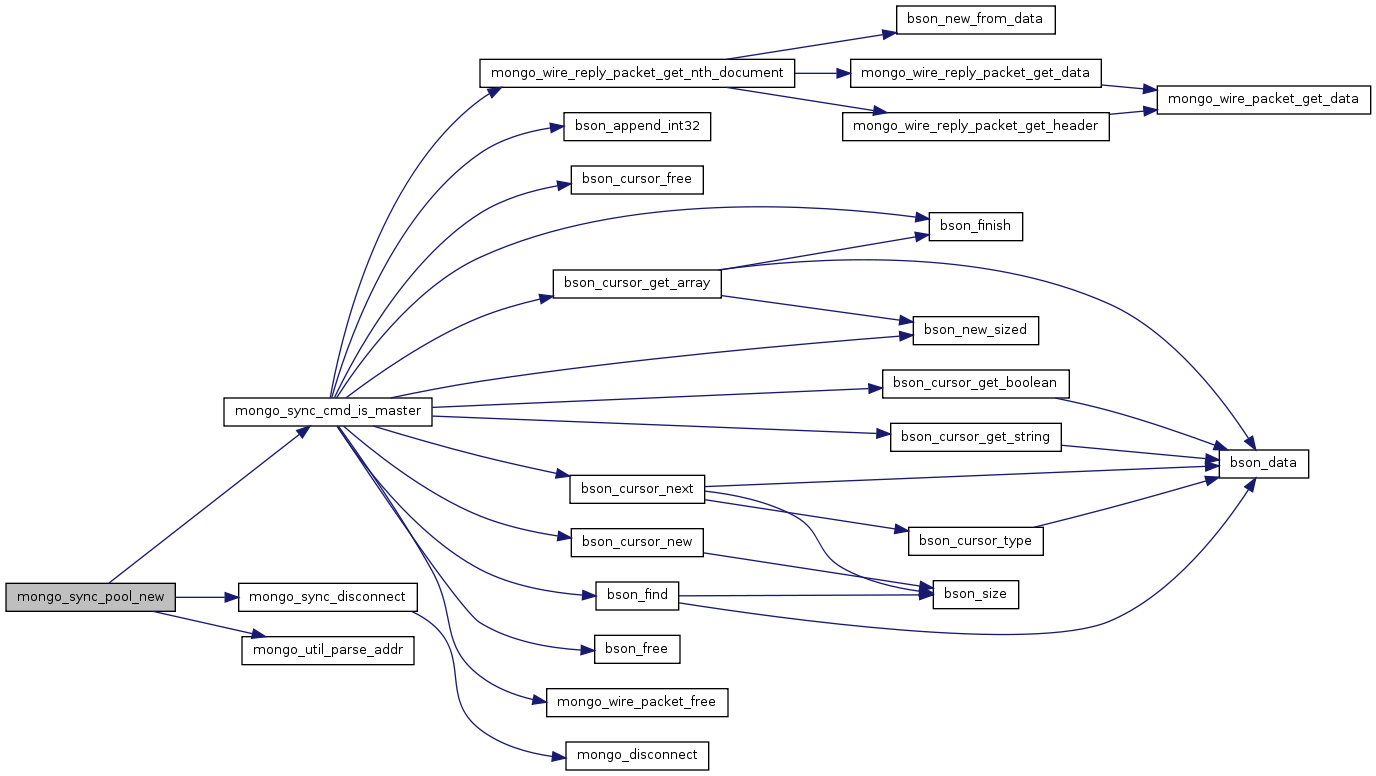 bson_new_from_data
mongo_wire_reply_packet_get_nth_document
mongo_wire_reply_packet_get_data
mongo_wire_packet_get_data
bson_append_int32
mongo_wire_reply_packet_get_header
bson_cursor_free
bson_finish
bson_cursor_get_array
bson_new_sized
bson_cursor_get_boolean
mongo_sync_cmd_is_master
bson_cursor_get_string
bson_data
bson_cursor_next
bson_cursor_new
bson_cursor_type
mongo_sync_pool_new
mongo_sync_disconnect
bson_find
bson_size
mongo_util_parse_addr
bson_free
mongo_wire_packet_free
mongo_disconnect